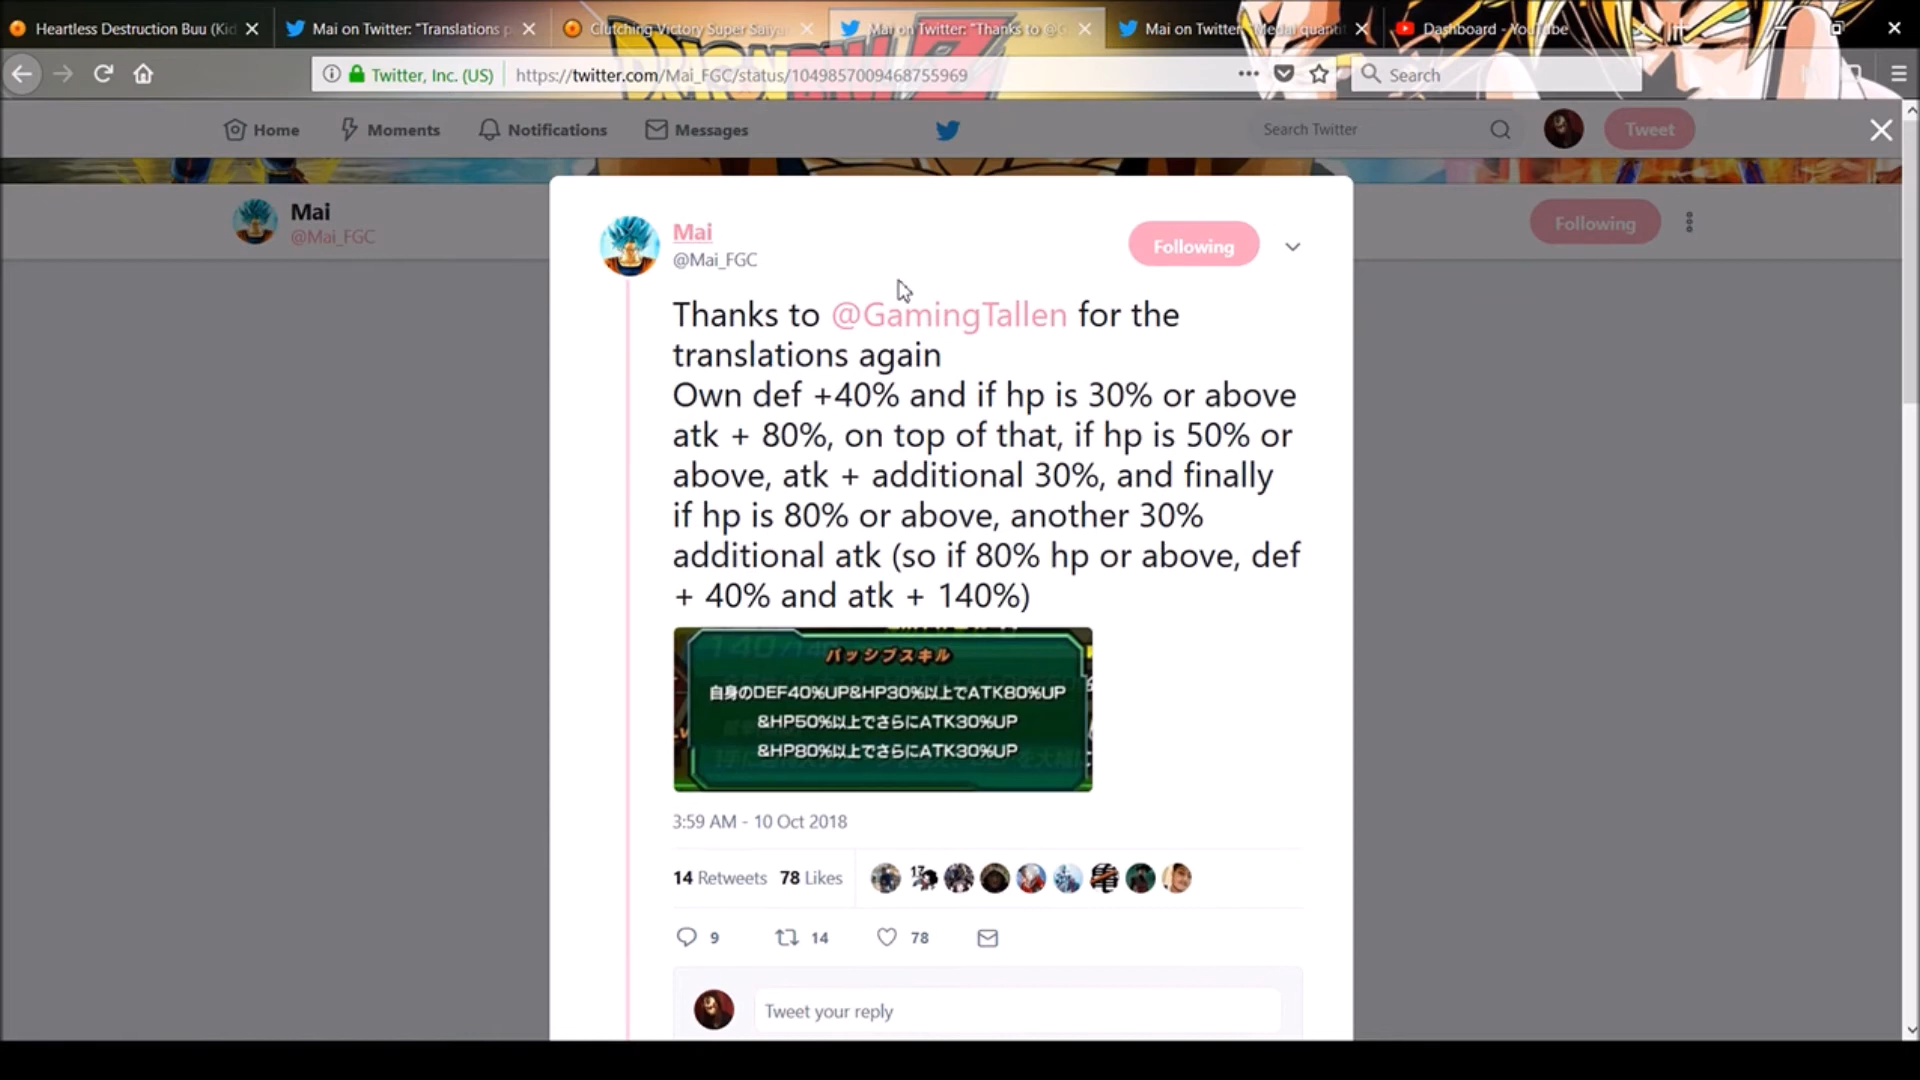 Heartless Destruction Buu (Kid
Mai on Twitter: "Translations p
Clutching Victory Super Saiya
Mai on Twitter: "Thanks to @G
Mai on Twitter: "Medal quanti
Dashboard - YouTube
Twitter, Inc. (US)
https://twitter.com/Mai_FGC/status/1049857009468755969
Search
Home
Moments
Notifications
Messages
Search Twitter
Tweet
Mai
@Mai_FGC
Following
Mai
@Mai_FGC
Following
Thanks to @GamingTallen for the
translations again
Own def +40% and if hp is 30% or above
atk + 80%, on top of that, if hp is 50% or
above, atk + additional 30%, and finally
if hp is 80% or above, another 30%
additional atk (so if 80% hp or above, def
+ 40% and atk + 140%)
パッシブスキル
自身のDEF40%UP&HP30%以上でATK80%UP
&HP50%以上でさらにATK30%UP
&HP80%以上でさらにATK30%UP
3:59 AM - 10 Oct 2018
14 Retweets 78 Likes
9
14
78
Tweet your reply